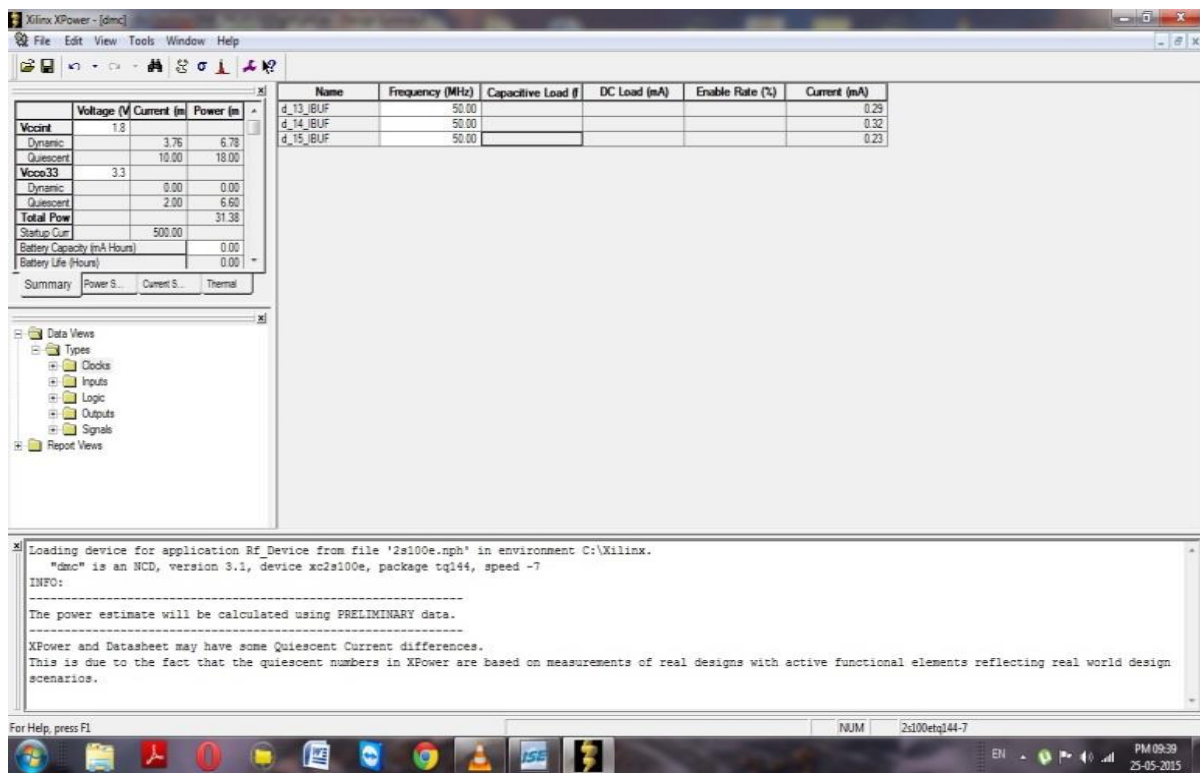 Xilinx XPower - [dmc]
File Edit View Tools Window Help
Voltage (V Current (m Power (m
Vccint 1.8
Dynamic 3.76 6.78
Quiescent 10.00 18.00
Vcco33 3.3
Dynamic 0.00 0.00
Quiescent 2.00 6.60
Total Pow 31.38
Startup Curr 500.00
Battery Capacity (mA Hours) 0.00
Battery Life (Hours) 0.00
Summary Power S... Current S... Thermal
Name Frequency (MHz) Capacitive Load (f DC Load (mA) Enable Rate (%) Current (mA)
d_13_IBUF 50.00 0.29
d_14_IBUF 50.00 0.32
d_15_IBUF 50.00 0.23
Data Views
Types
Clocks
Inputs
Logic
Outputs
Signals
Report Views
Loading device for application Rf_Device from file '2s100e.nph' in environment C:\Xilinx.
"dmc" is an NCD, version 3.1, device xc2s100e, package tq144, speed -7
INFO:
The power estimate will be calculated using PRELIMINARY data.
XPower and Datasheet may have some Quiescent Current differences.
This is due to the fact that the quiescent numbers in XPower are based on measurements of real designs with active functional elements reflecting real world design
scenarios.
For Help, press F1 NUM 2s100etq144-7
ISE
EN PM 09:39
25-05-2015